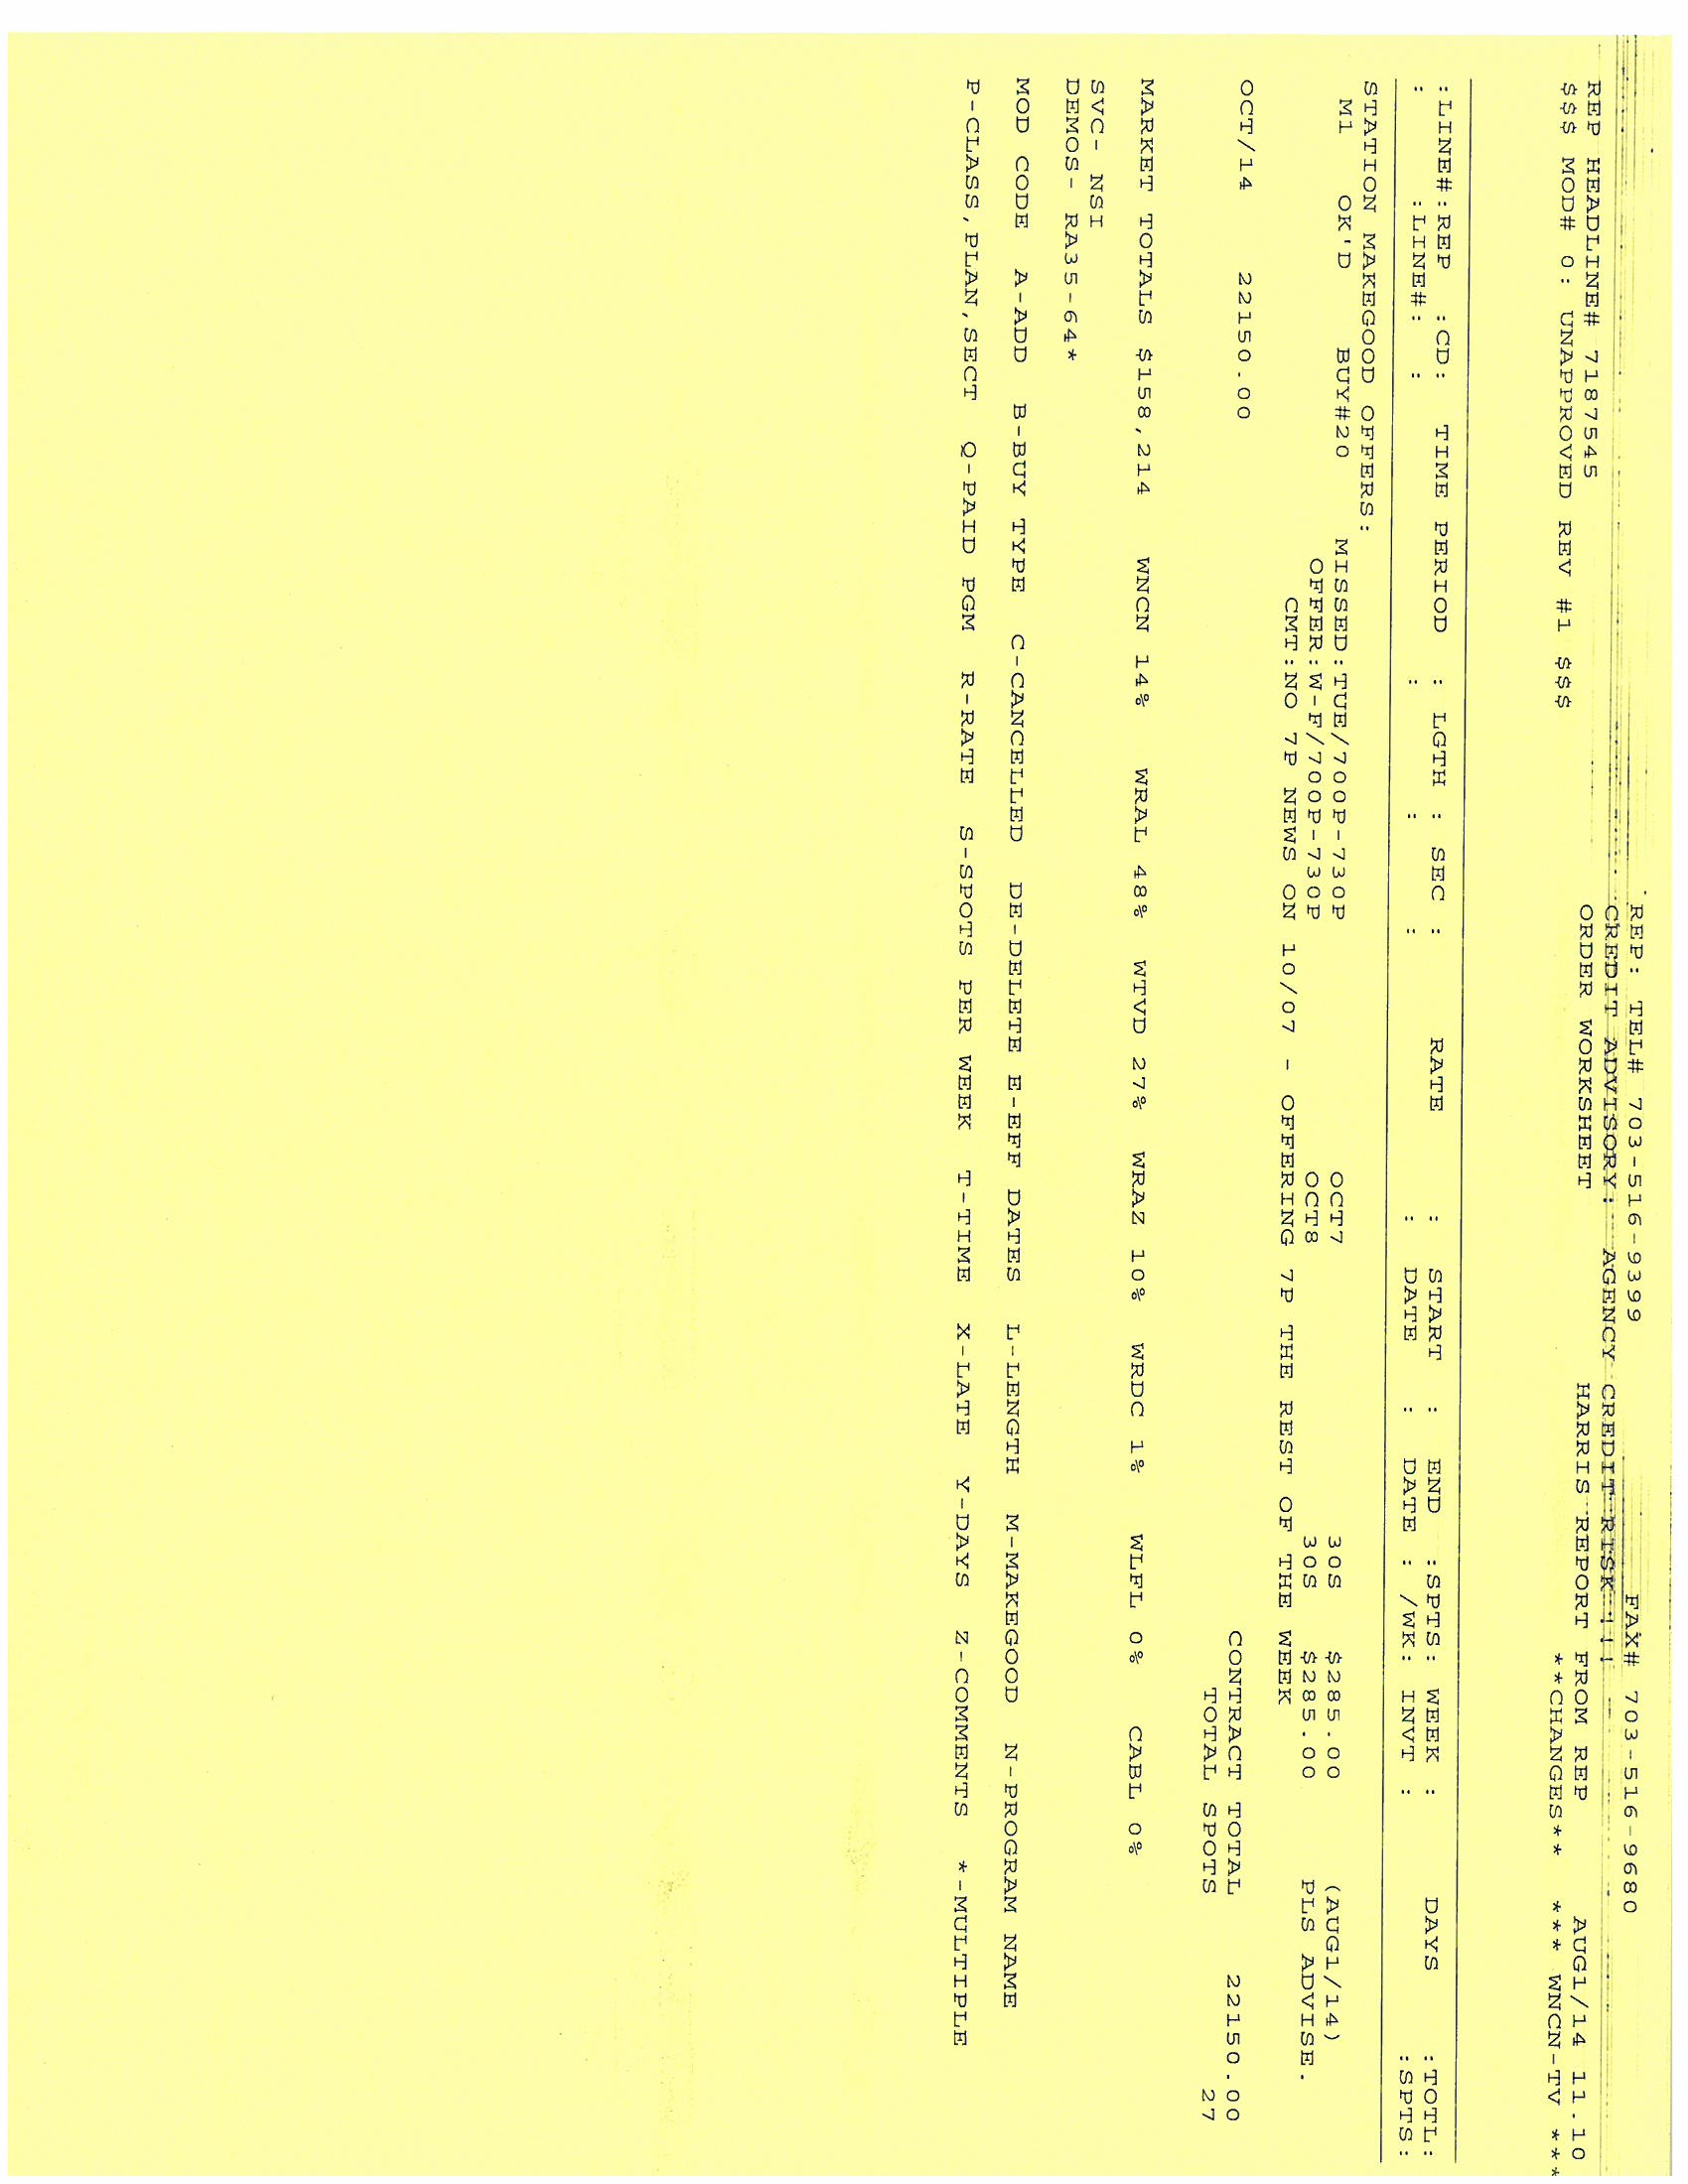 REP: TEL# 703-516-9399 FAX# 703-516-9680
CREDIT ADVISORY: AGENCY CREDIT RISK !!!
REP HEADLINE# 7187545 ORDER WORKSHEET HARRIS REPORT FROM REP AUG1/14 11.10
$$$ MOD# 0: UNAPPROVED REV #1 $$$ **CHANGES** *** WNCN-TV ***
:LINE#:REP :CD: TIME PERIOD : LGTH : SEC : RATE : START : END :SPTS: WEEK : DAYS :TOTL:
: :LINE#: : : : : : DATE : DATE : /WK: INVT : :SPTS:
STATION MAKEGOOD OFFERS:
M1 OK'D BUY#20 MISSED:TUE/700P-730P OCT7 30S $285.00 (AUG1/14)
OFFER:W-F/700P-730P OCT8 30S $285.00 PLS ADVISE.
CMT:NO 7P NEWS ON 10/07 - OFFERING 7P THE REST OF THE WEEK
OCT/14 22150.00 CONTRACT TOTAL 22150.00
TOTAL SPOTS 27
MARKET TOTALS $158,214 WNCN 14% WRAL 48% WTVD 27% WRAZ 10% WRDC 1% WLFL 0% CABL 0%
SVC- NSI
DEMOS- RA35-64*
MOD CODE A-ADD B-BUY TYPE C-CANCELLED DE-DELETE E-EFF DATES L-LENGTH M-MAKEGOOD N-PROGRAM NAME
P-CLASS,PLAN,SECT Q-PAID PGM R-RATE S-SPOTS PER WEEK T-TIME X-LATE Y-DAYS Z-COMMENTS *-MULTIPLE